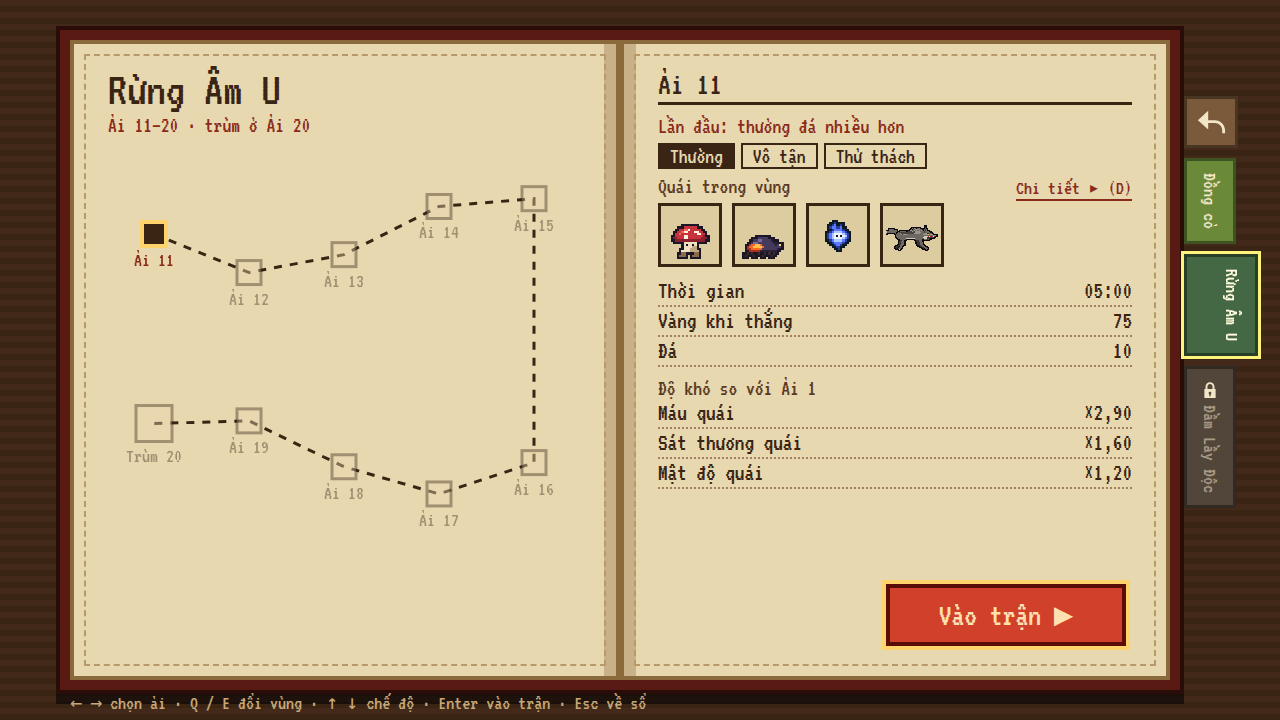 Rừng Âm U
Ải 11-20 · trùm ở Ải 20
Ải 11
Ải 12
Ải 13
Ải 14
Ải 15
Trùm 20
Ải 19
Ải 18
Ải 17
Ải 16
Ải 11
Lần đầu: thưởng đá nhiều hơn
Thường
Vô tận
Thử thách
Quái trong vùng
Chi tiết ▸ (D)
Thời gian 05:00
Vàng khi thắng 75
Đá 10
Độ khó so với Ải 1
Máu quái ×2,90
Sát thương quái ×1,60
Mật độ quái ×1,20
Vào trận ▶
Đồng cỏ
Rừng Âm U
Đầm Lầy Độc
← → chọn ải · Q / E đổi vùng · ↑ ↓ chế độ · Enter vào trận · Esc về sổ